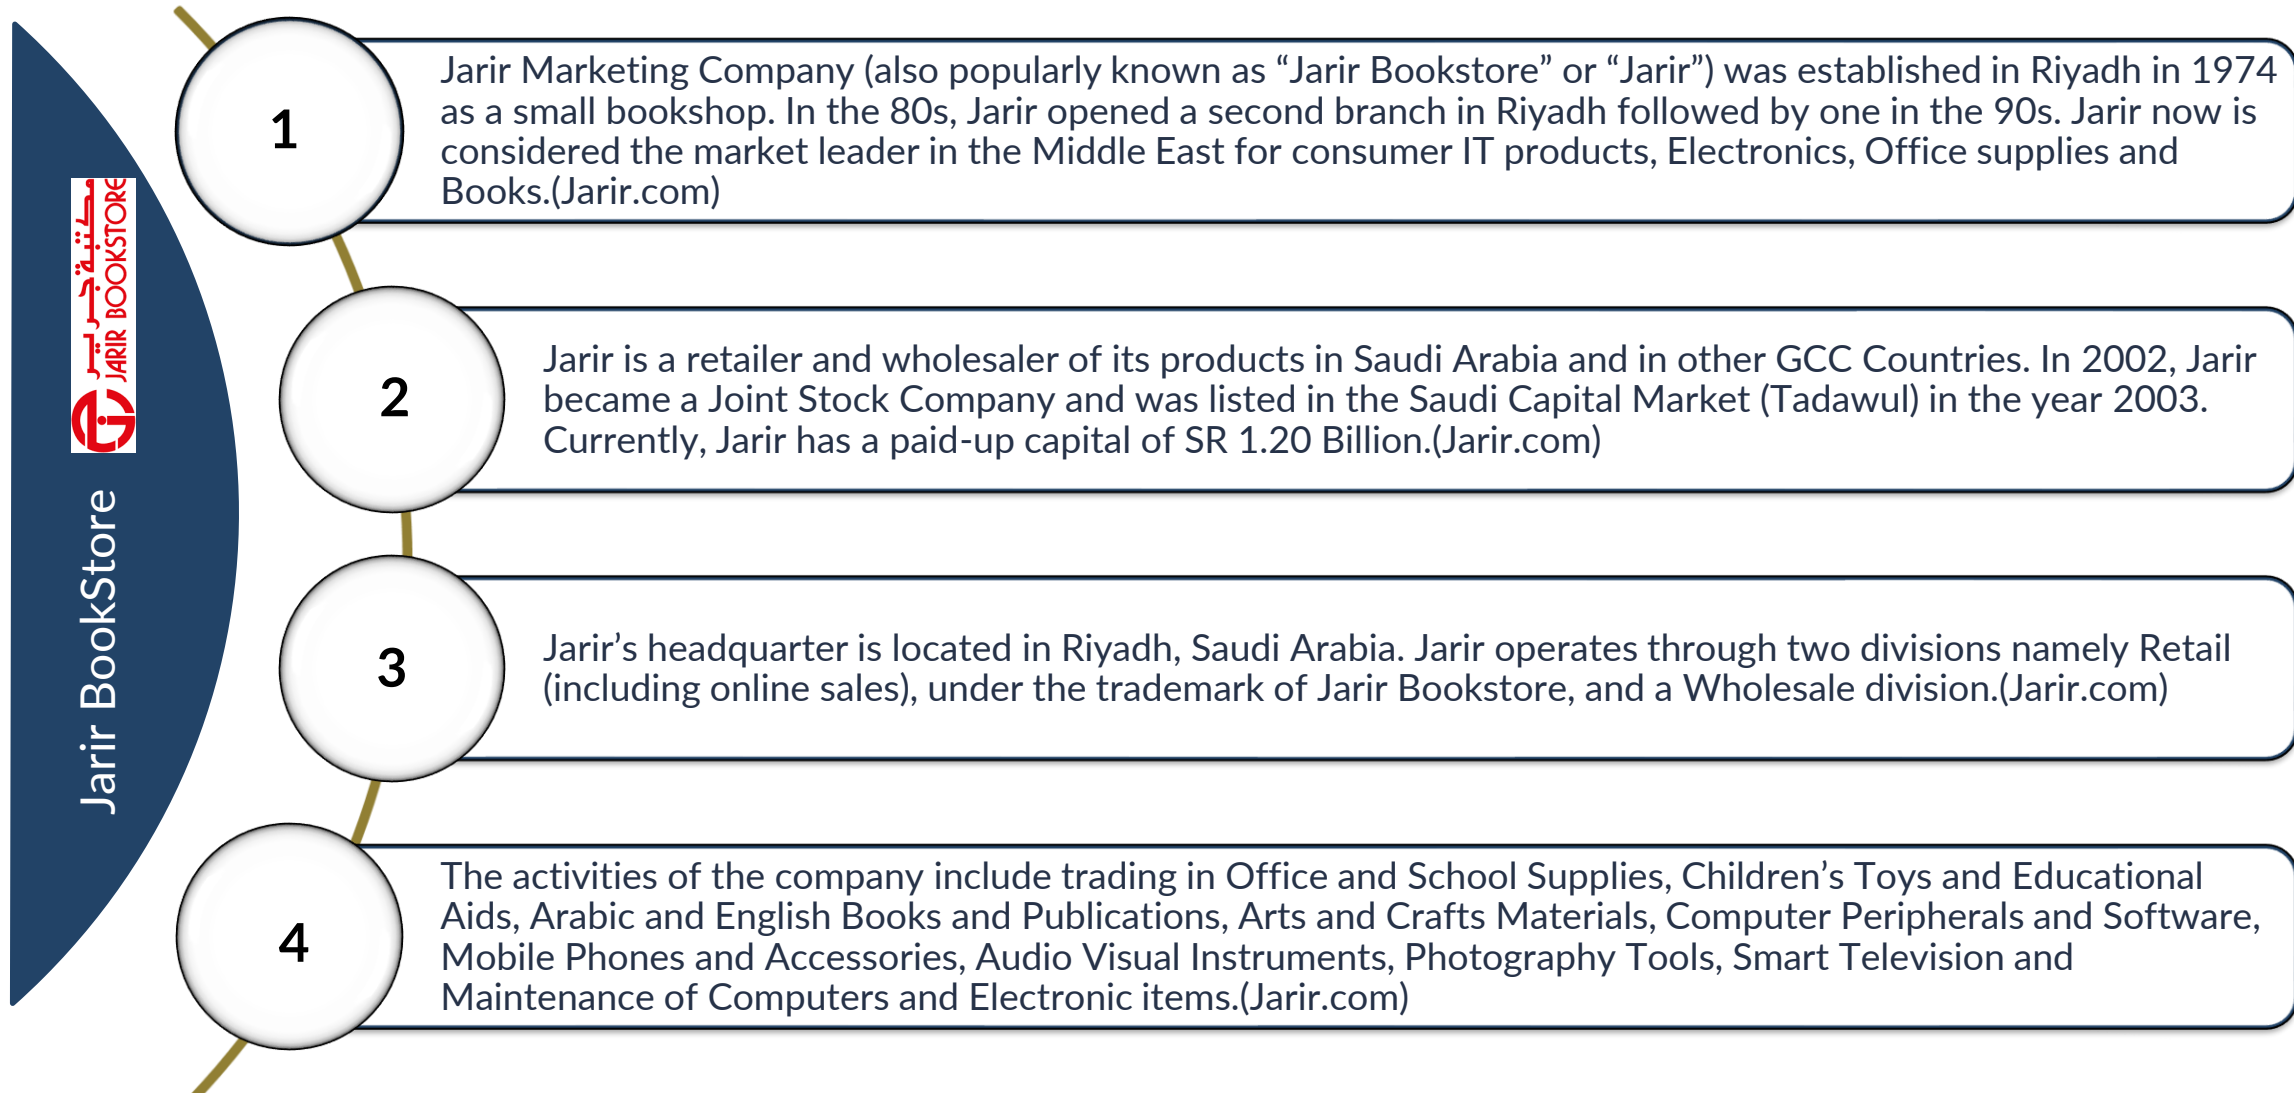 مكتبة جرير
JARIR BOOKSTORE
Jarir BookStore
1
Jarir Marketing Company (also popularly known as “Jarir Bookstore” or “Jarir”) was established in Riyadh in 1974
as a small bookshop. In the 80s, Jarir opened a second branch in Riyadh followed by one in the 90s. Jarir now is
considered the market leader in the Middle East for consumer IT products, Electronics, Office supplies and
Books.(Jarir.com)
2
Jarir is a retailer and wholesaler of its products in Saudi Arabia and in other GCC Countries. In 2002, Jarir
became a Joint Stock Company and was listed in the Saudi Capital Market (Tadawul) in the year 2003.
Currently, Jarir has a paid-up capital of SR 1.20 Billion.(Jarir.com)
3
Jarir’s headquarter is located in Riyadh, Saudi Arabia. Jarir operates through two divisions namely Retail
(including online sales), under the trademark of Jarir Bookstore, and a Wholesale division.(Jarir.com)
4
The activities of the company include trading in Office and School Supplies, Children’s Toys and Educational
Aids, Arabic and English Books and Publications, Arts and Crafts Materials, Computer Peripherals and Software,
Mobile Phones and Accessories, Audio Visual Instruments, Photography Tools, Smart Television and
Maintenance of Computers and Electronic items.(Jarir.com)